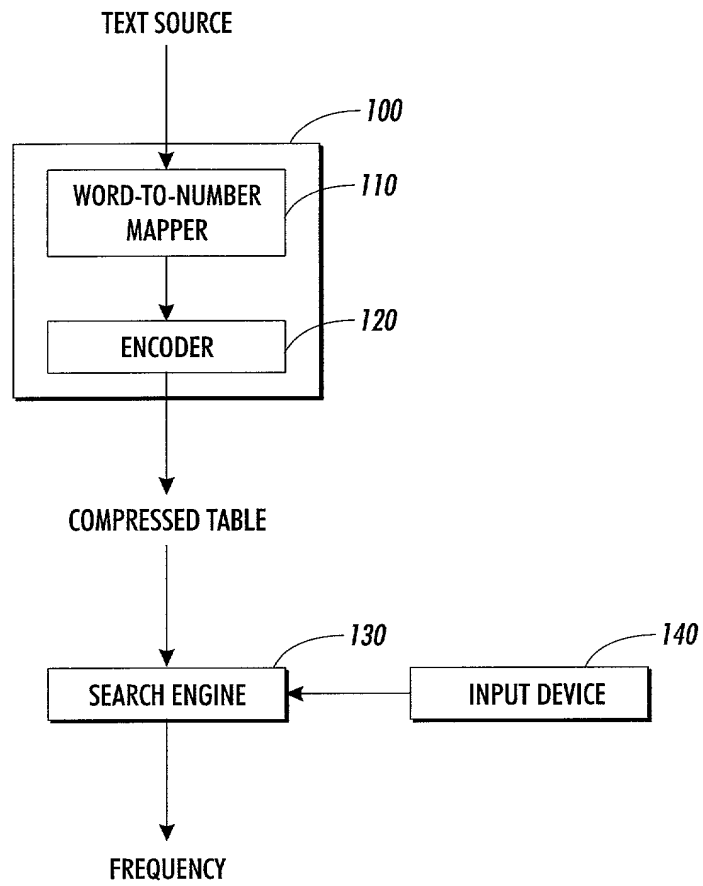 TEXT SOURCE
100
WORD-TO-NUMBER
MAPPER
110
120
ENCODER
COMPRESSED TABLE
130
140
SEARCH ENGINE
INPUT DEVICE
FREQUENCY